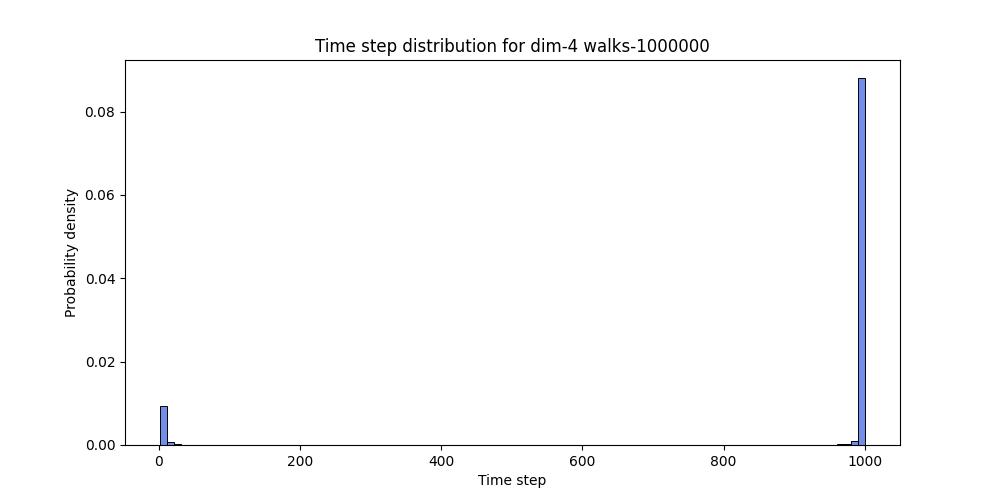 Time step distribution for dim-4 walks-1000000
Probability density
0.08
0.06
0.04
0.02
0.00
0 200 400 600 800 1000
Time step